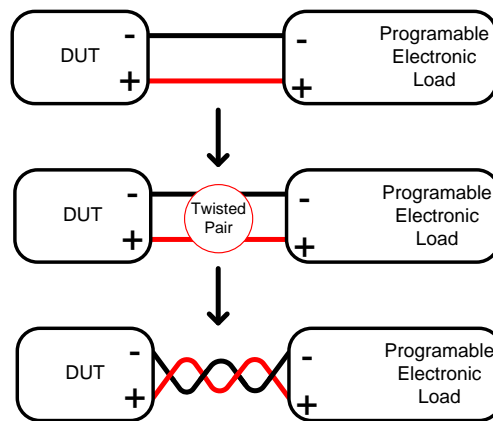 - - Programable
DUT Electronic
+ + Load
- - Programable
DUT Twisted Electronic
+ Pair + Load
- - Programable
DUT Electronic
+ + Load